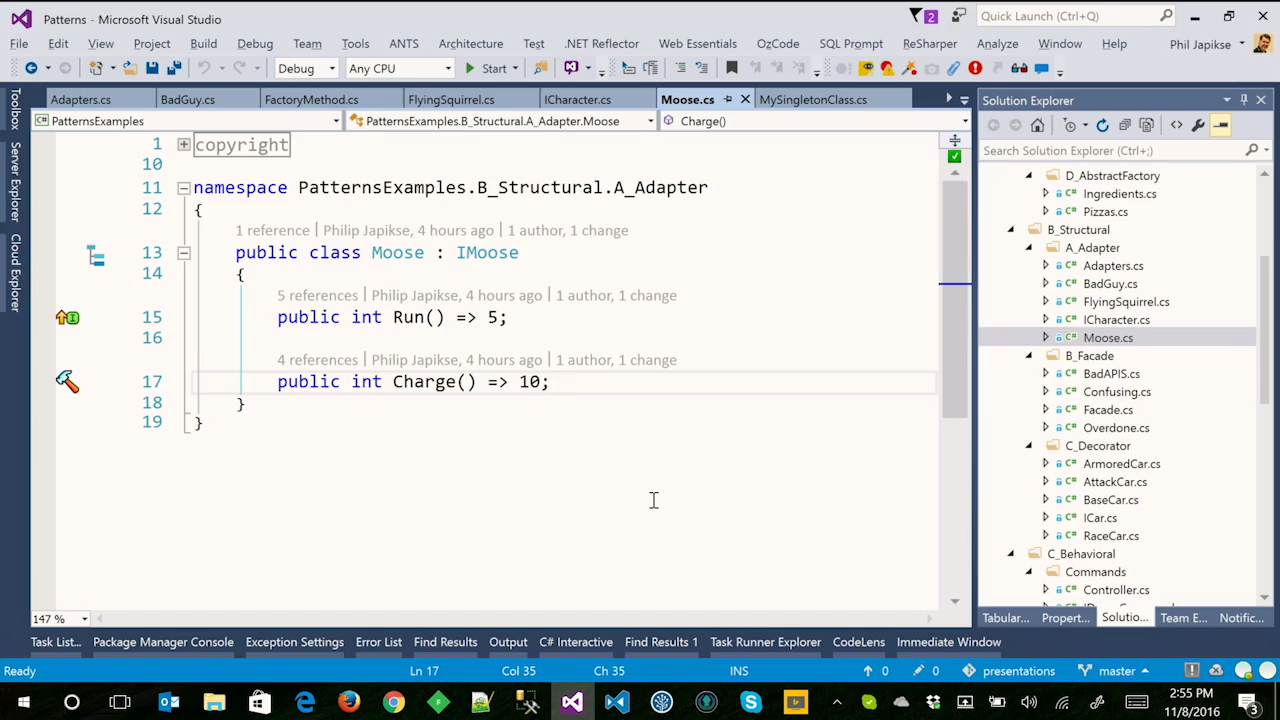 Patterns - Microsoft Visual Studio
2
Quick Launch (Ctrl+Q)
File Edit View Project Build Debug Team Tools ANTS Architecture Test .NET Reflector Web Essentials OzCode SQL Prompt ReSharper Analyze Window Help Phil Japikse
Debug Any CPU Start
Toolbox
Server Explorer
Cloud Explorer
Adapters.cs BadGuy.cs FactoryMethod.cs FlyingSquirrel.cs ICharacter.cs Moose.cs MySingletonClass.cs
PatternsExamples PatternsExamples.B_Structural.A_Adapter.Moose Charge()
1 copyright
10
11 namespace PatternsExamples.B_Structural.A_Adapter
12 {
1 reference | Philip Japikse, 4 hours ago | 1 author, 1 change
13 public class Moose : IMoose
14 {
5 references | Philip Japikse, 4 hours ago | 1 author, 1 change
15 public int Run() => 5;
16
4 references | Philip Japikse, 4 hours ago | 1 author, 1 change
17 public int Charge() => 10;
18 }
19 }
147 %
Solution Explorer
Search Solution Explorer (Ctrl+;)
D_AbstractFactory
C# Ingredients.cs
C# Pizzas.cs
B_Structural
A_Adapter
C# Adapters.cs
C# BadGuy.cs
C# FlyingSquirrel.cs
C# ICharacter.cs
C# Moose.cs
B_Facade
C# BadAPIS.cs
C# Confusing.cs
C# Facade.cs
C# Overdone.cs
C_Decorator
C# ArmoredCar.cs
C# AttackCar.cs
C# BaseCar.cs
C# ICar.cs
C# RaceCar.cs
C_Behavioral
Commands
C# Controller.cs
Tabular... Propert... Solutio... Team E... Notific...
Task List... Package Manager Console Exception Settings Error List Find Results Output C# Interactive Find Results 1 Task Runner Explorer CodeLens Immediate Window
Ready Ln 17 Col 35 Ch 35 INS 0 0 presentations master
2:55 PM
11/8/2016
3